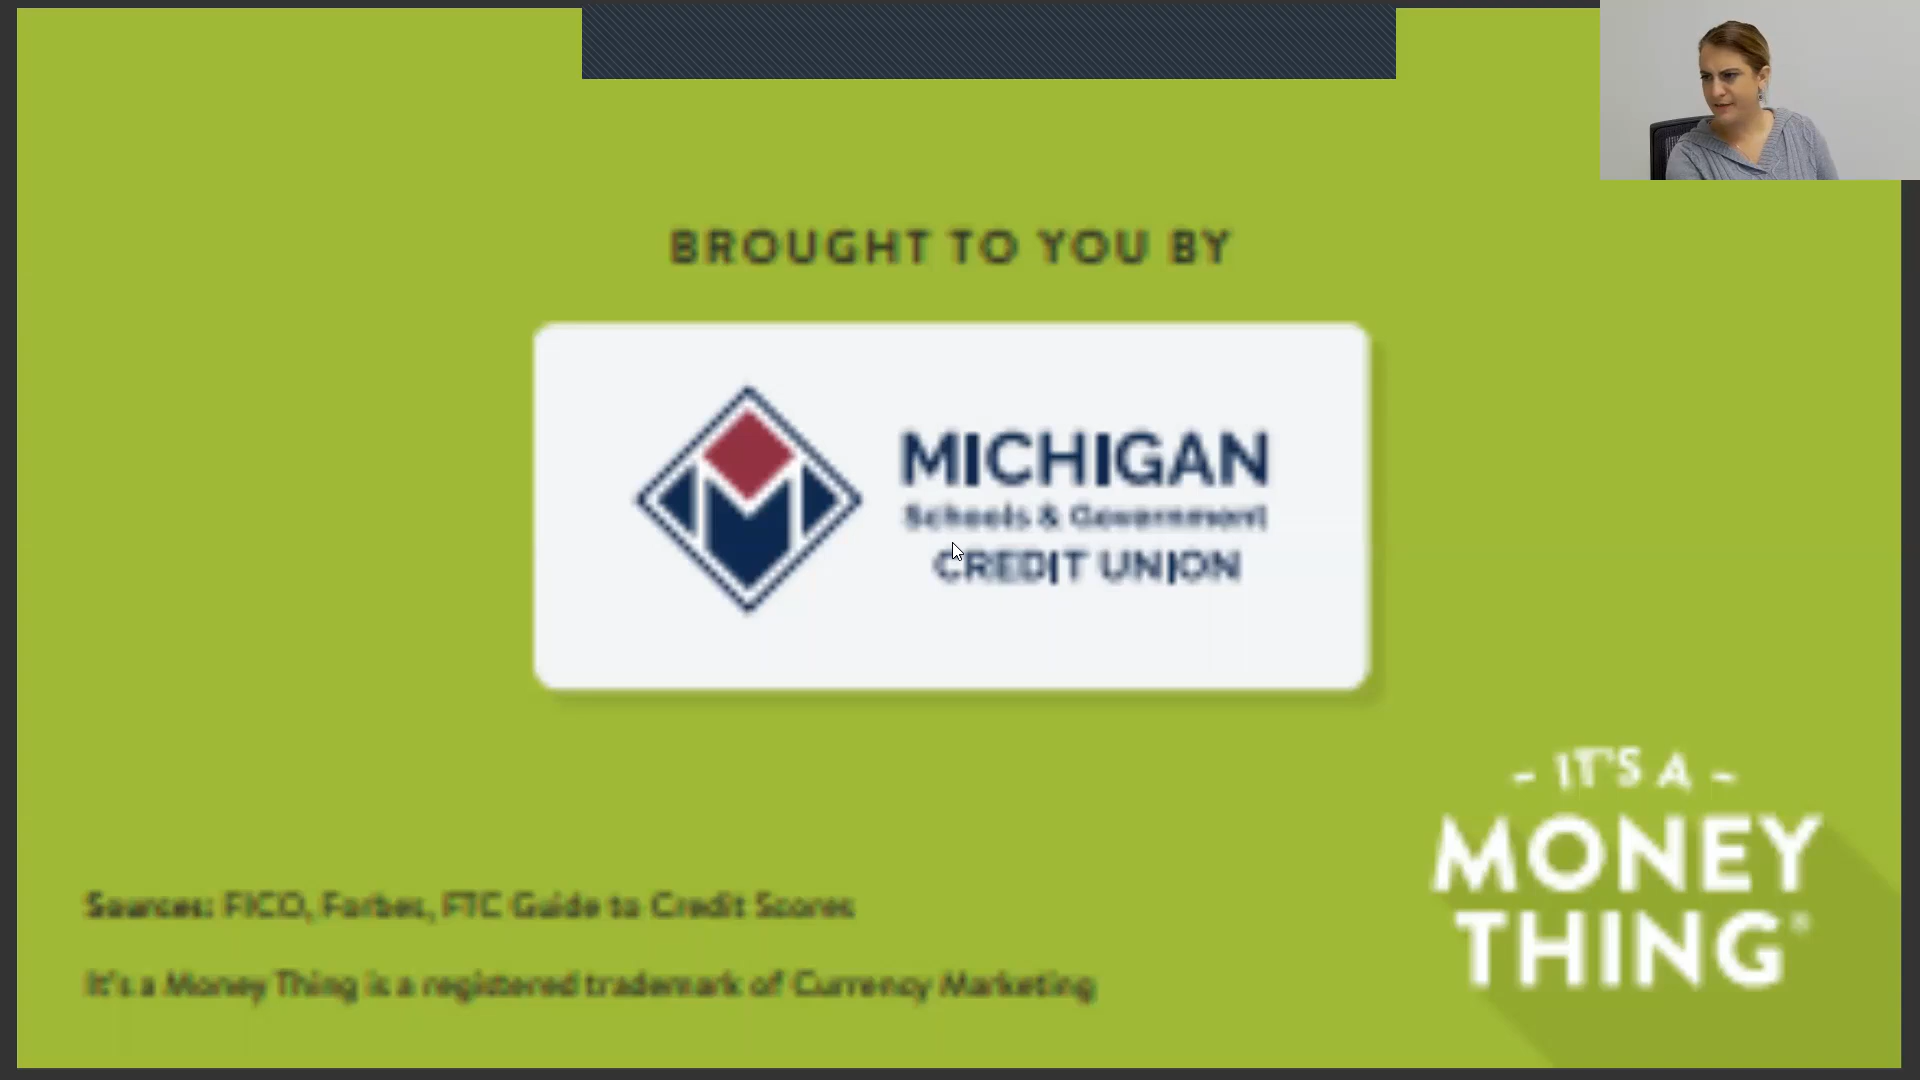 BROUGHT TO YOU BY
MICHIGAN
Schools & Government
CREDIT UNION
- IT'S A -
MONEY
THING®
Sources: FICO, Forbes, FTC Guide to Credit Scores
It's a Money Thing is a registered trademark of Currency Marketing